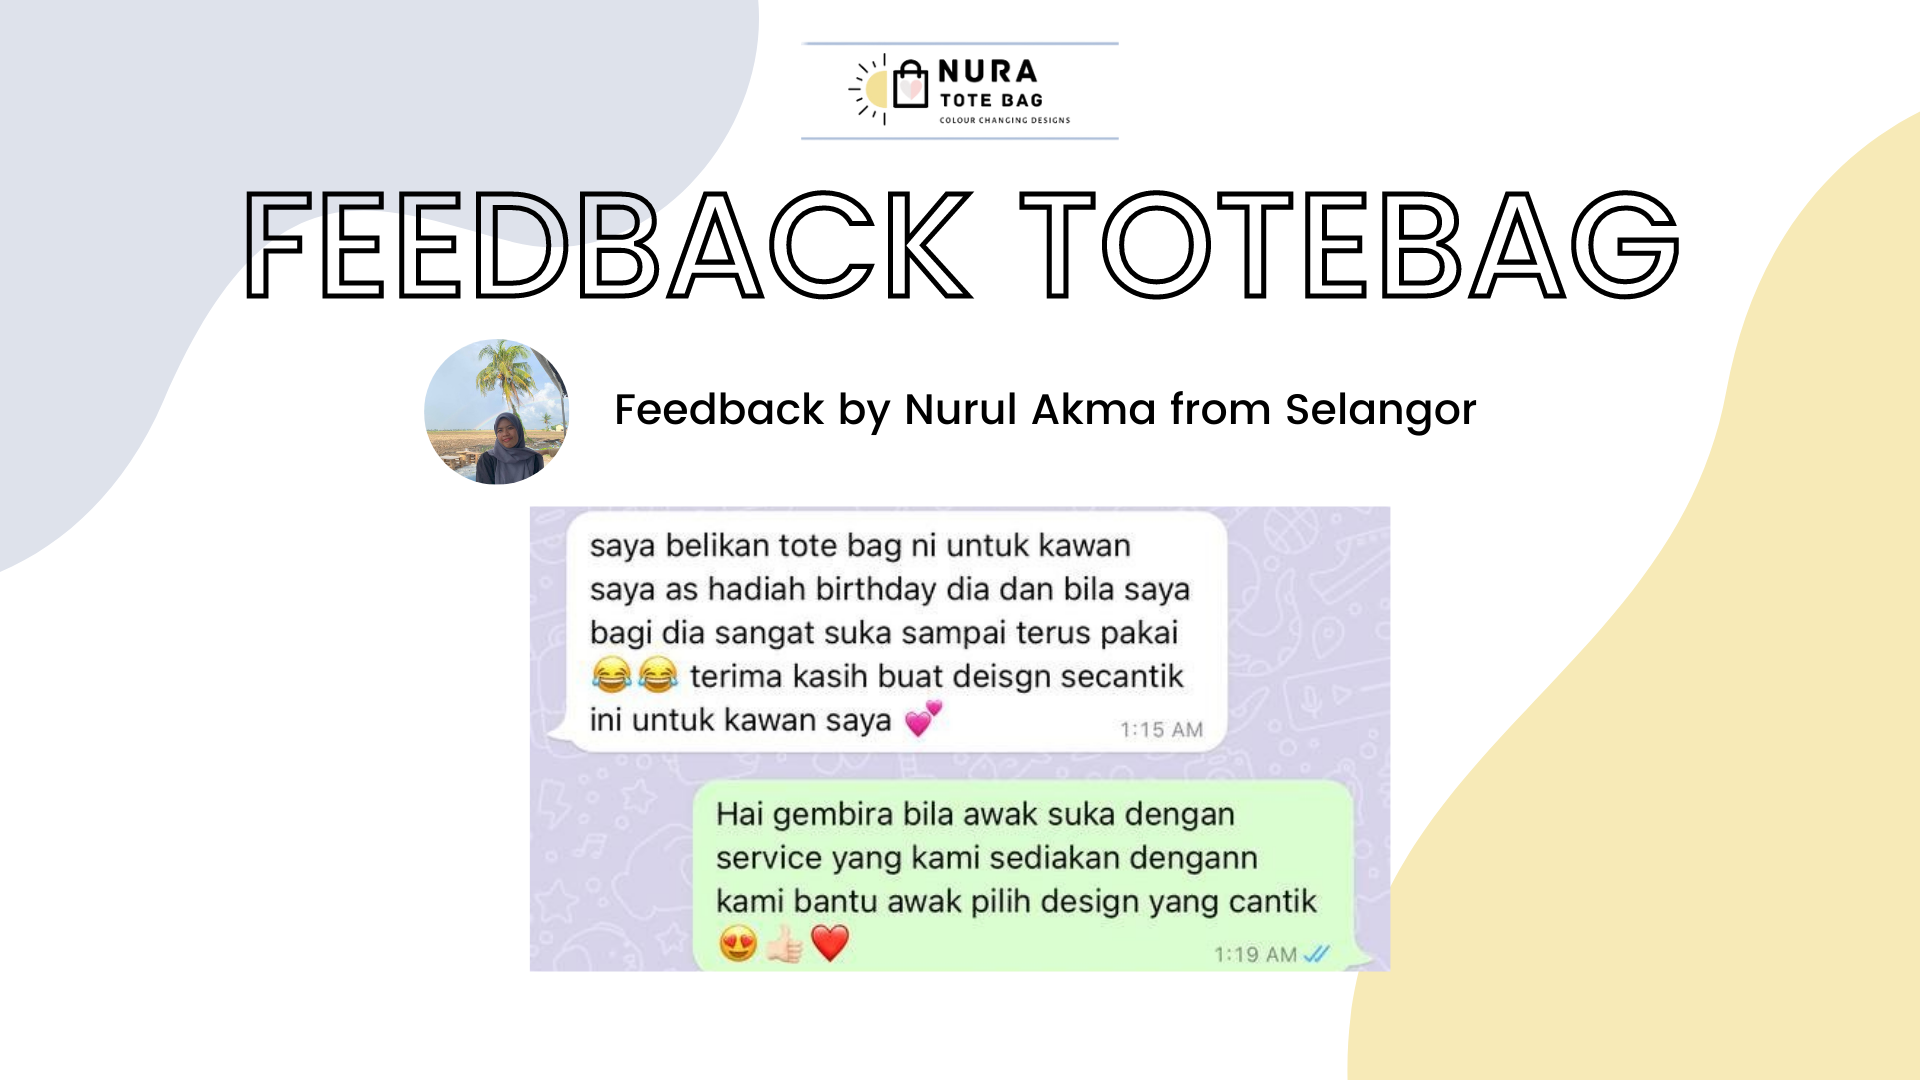 NURA
TOTE BAG
COLOUR CHANGING DESIGNS
FEEDBACK TOTEBAG
Feedback by Nurul Akma from Selangor
saya belikan tote bag ni untuk kawan
saya as hadiah birthday dia dan bila saya
bagi dia sangat suka sampai terus pakai
😂😂 terima kasih buat deisgn secantik
ini untuk kawan saya 💕
1:15 AM
Hai gembira bila awak suka dengan
service yang kami sediakan dengann
kami bantu awak pilih design yang cantik
😍👍🏻❤️
1:19 AM